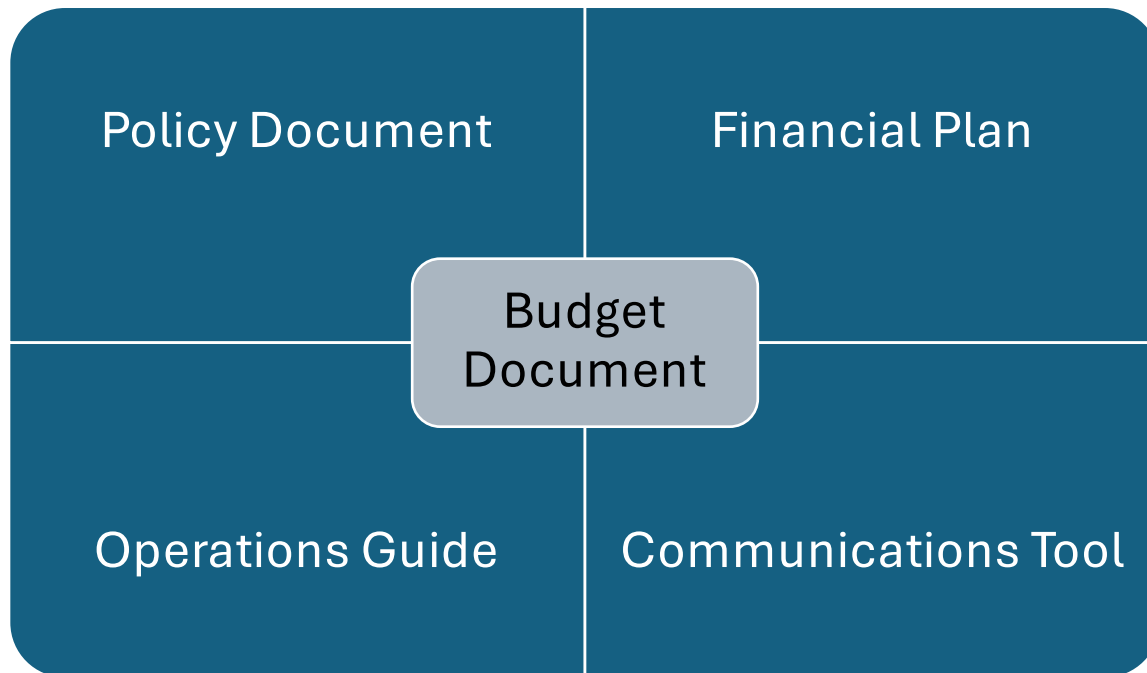 Policy Document
Financial Plan
Budget
Document
Operations Guide
Communications Tool